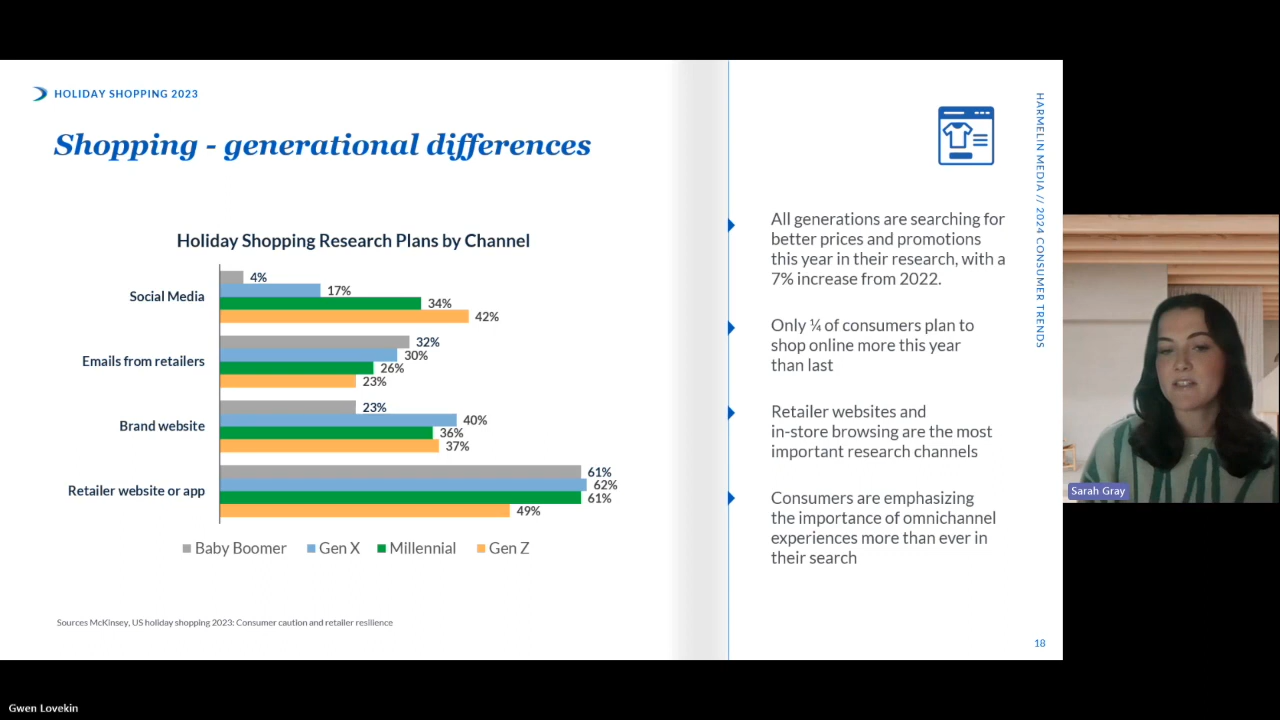 HOLIDAY SHOPPING 2023
Shopping - generational differences
Holiday Shopping Research Plans by Channel
Social Media
4%
17%
34%
42%
Emails from retailers
32%
30%
26%
23%
Brand website
23%
40%
36%
37%
Retailer website or app
61%
62%
61%
49%
Baby Boomer Gen X Millennial Gen Z
Sources McKinsey, US holiday shopping 2023: Consumer caution and retailer resilience
All generations are searching for
better prices and promotions
this year in their research, with a
7% increase from 2022.
Only ¼ of consumers plan to
shop online more this year
than last
Retailer websites and
in-store browsing are the most
important research channels
Consumers are emphasizing
the importance of omnichannel
experiences more than ever in
their search
HARMELIN MEDIA // 2024 CONSUMER TRENDS
18
Sarah Gray
Gwen Lovekin